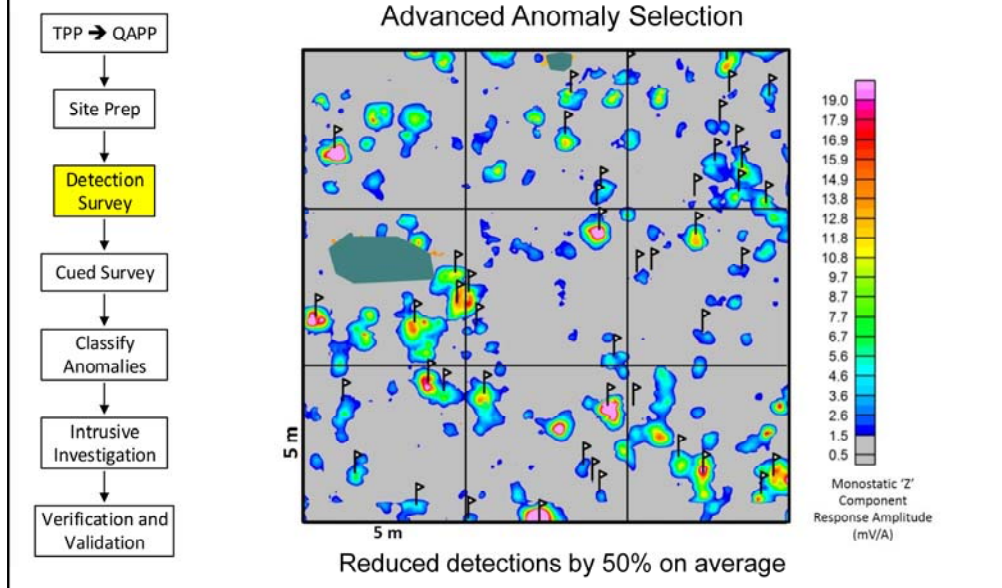 Advanced Anomaly Selection
TPP ➔ QAPP
Site Prep
Detection
Survey
Cued Survey
Classify
Anomalies
Intrusive
Investigation
Verification and
Validation
5 m
5 m
19.0
17.9
16.9
15.9
14.9
13.8
12.8
11.8
10.8
9.7
8.7
7.7
6.7
5.6
4.6
3.6
2.6
1.5
0.5
Monostatic ‘Z’
Component
Response Amplitude
(mV/A)
Reduced detections by 50% on average